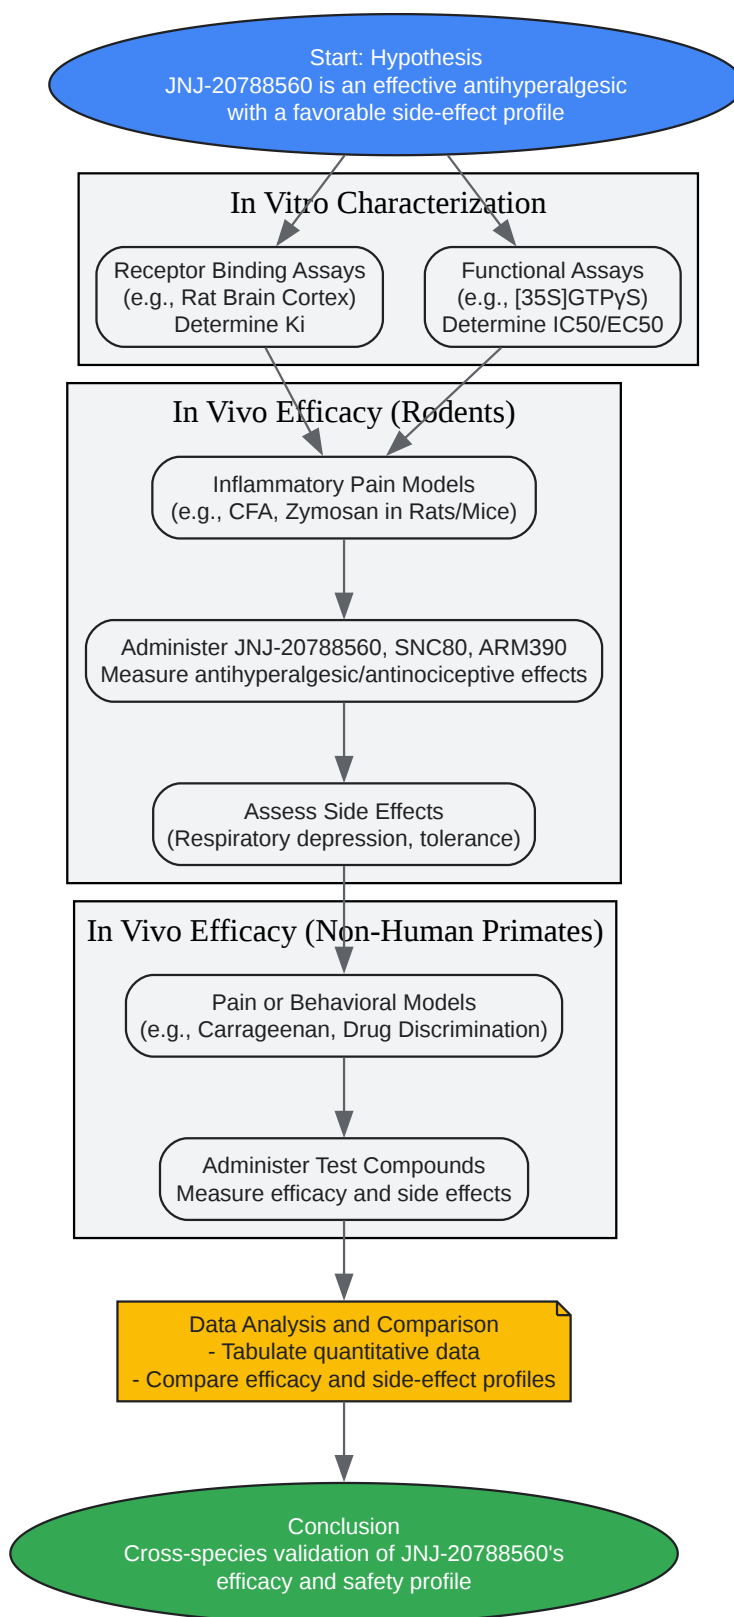 Start: Hypothesis
JNJ-20788560 is an effective antihyperalgesic
with a favorable side-effect profile
In Vitro Characterization
Receptor Binding Assays
(e.g., Rat Brain Cortex)
Determine Ki
Functional Assays
(e.g., [35S]GTPγS)
Determine IC50/EC50
In Vivo Efficacy (Rodents)
Inflammatory Pain Models
(e.g., CFA, Zymosan in Rats/Mice)
Administer JNJ-20788560, SNC80, ARM390
Measure antihyperalgesic/antinociceptive effects
Assess Side Effects
(Respiratory depression, tolerance)
In Vivo Efficacy (Non-Human Primates)
Pain or Behavioral Models
(e.g., Carrageenan, Drug Discrimination)
Administer Test Compounds
Measure efficacy and side effects
Data Analysis and Comparison
- Tabulate quantitative data
- Compare efficacy and side-effect profiles
Conclusion
Cross-species validation of JNJ-20788560's
efficacy and safety profile